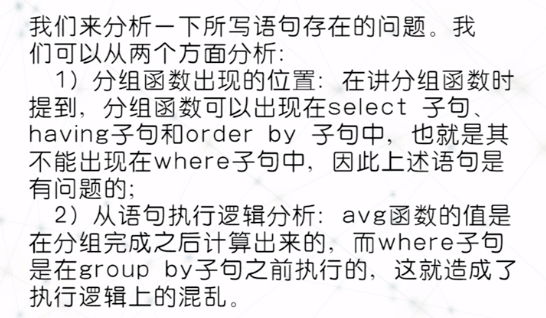 我们来分析一下所写语句存在的问题。我
们可以从两个方面分析：
1）分组函数出现的位置：在讲分组函数时
提到，分组函数可以出现在select 子句、
having子句和order by 子句中，也就是其
不能出现在where子句中，因此上述语句是
有问题的；
2）从语句执行逻辑分析：avg函数的值是
在分组完成之后计算出来的，而where子句
是在group by子句之前执行的，这就造成了
执行逻辑上的混乱。